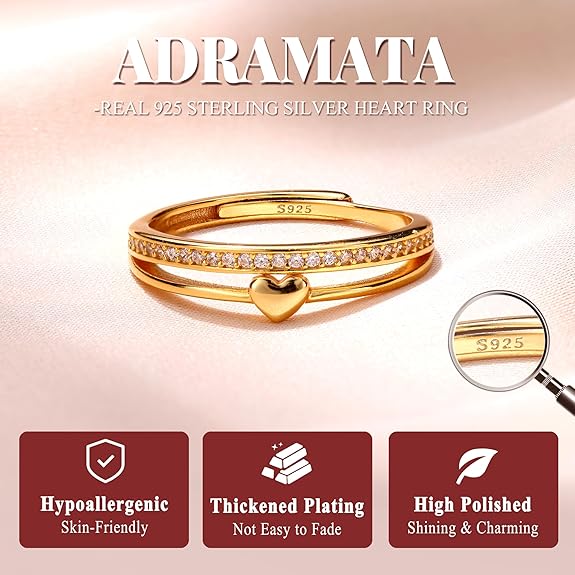 ADRAMATA
-REAL 925 STERLING SILVER HEART RING
S925
S925
Hypoallergenic
Skin-Friendly
Thickened Plating
Not Easy to Fade
High Polished
Shining & Charming